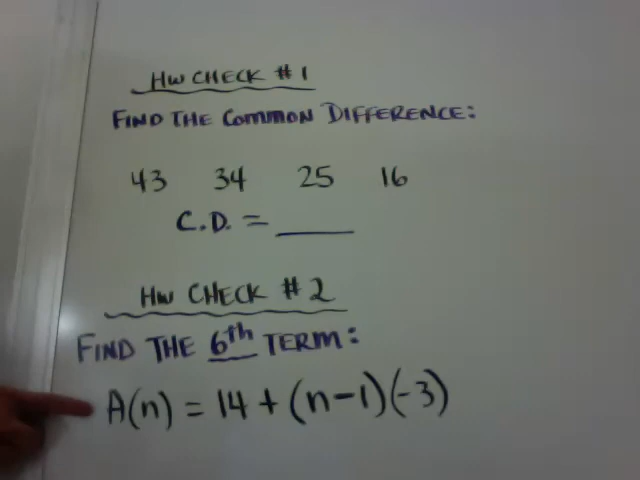 HW CHECK #1
FIND THE COMMON DIFFERENCE:
43 34 25 16
C.D. = ____
HW CHECK #2
FIND THE 6th TERM:
A(n) = 14 + (n-1)(-3)